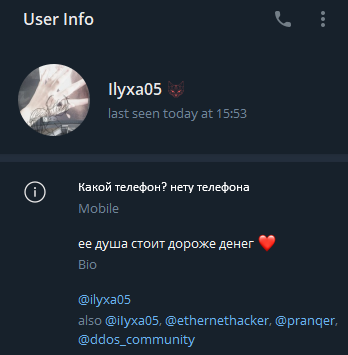 User Info
Ilyxa05
last seen today at 15:53
Какой телефон? нету телефона
Mobile
ее душа стоит дороже денег ❤️
Bio
@ilyxa05
also @ilyxa05, @ethernethacker, @pranqer,
@ddos_community